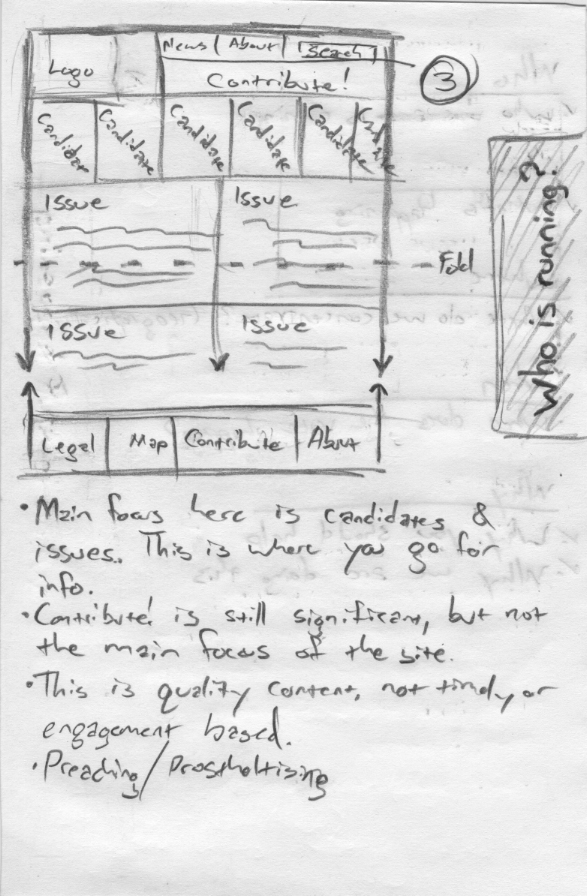 News | About | Search
Logo
Contribute!
3
Candidate Candidate Candidate Candidate Candidate Candidate
Issue Issue
Fold
Issue Issue
Who is running?
Legal | Map | Contribute | About
• Main focus here is candidates &
issues. This is where you go for
info.
• Contribute! is still significant, but not
the main focus of the site.
• This is quality content, not timely or
engagement based.
• Preaching/Prostheltising